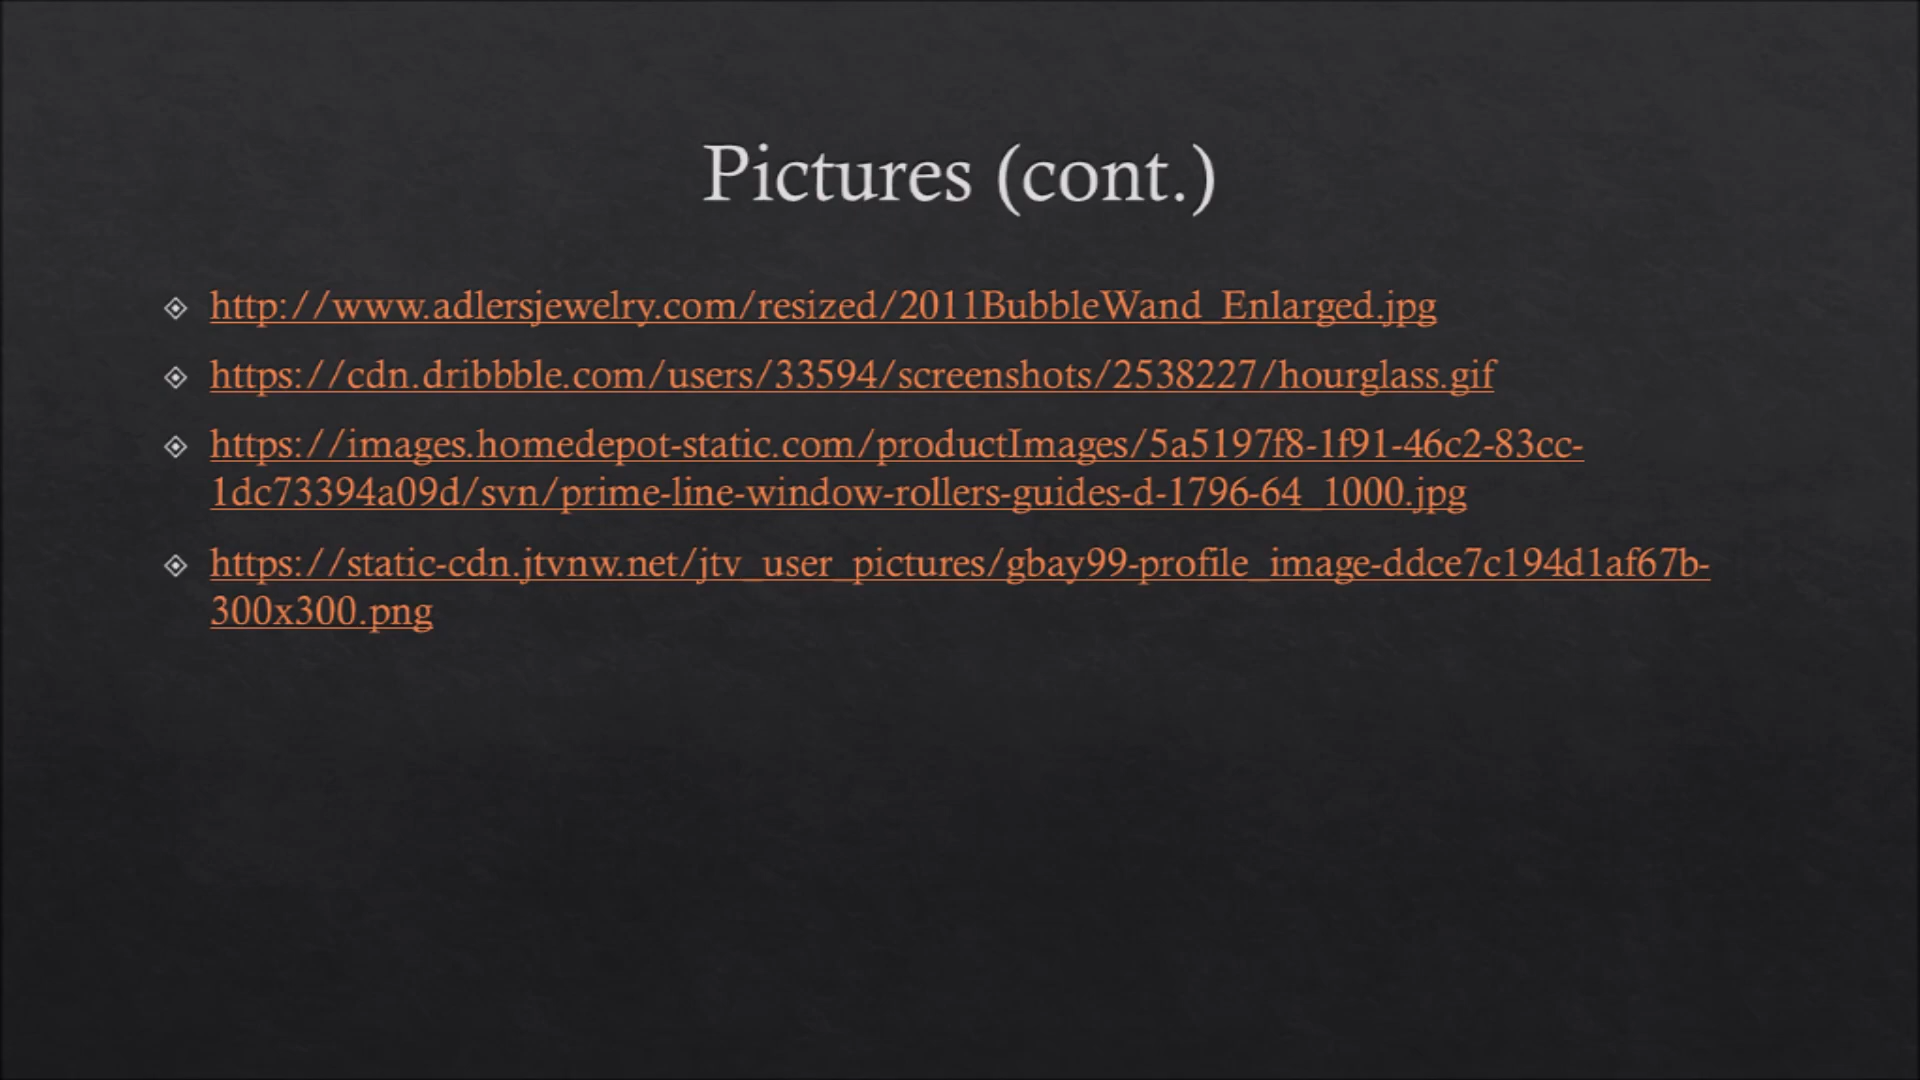 Pictures (cont.)
http://www.adlersjewelry.com/resized/2011BubbleWand_Enlarged.jpg
https://cdn.dribbble.com/users/33594/screenshots/2538227/hourglass.gif
https://images.homedepot-static.com/productImages/5a5197f8-1f91-46c2-83cc-
1dc73394a09d/svn/prime-line-window-rollers-guides-d-1796-64_1000.jpg
https://static-cdn.jtvnw.net/jtv_user_pictures/gbay99-profile_image-ddce7c194d1af67b-
300x300.png